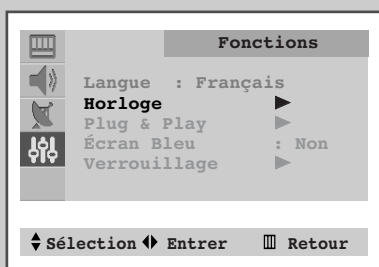 Fonctions
Langue : Français
Horloge
Plug & Play
Écran Bleu : Non
Verrouillage
Sélection Entrer Retour